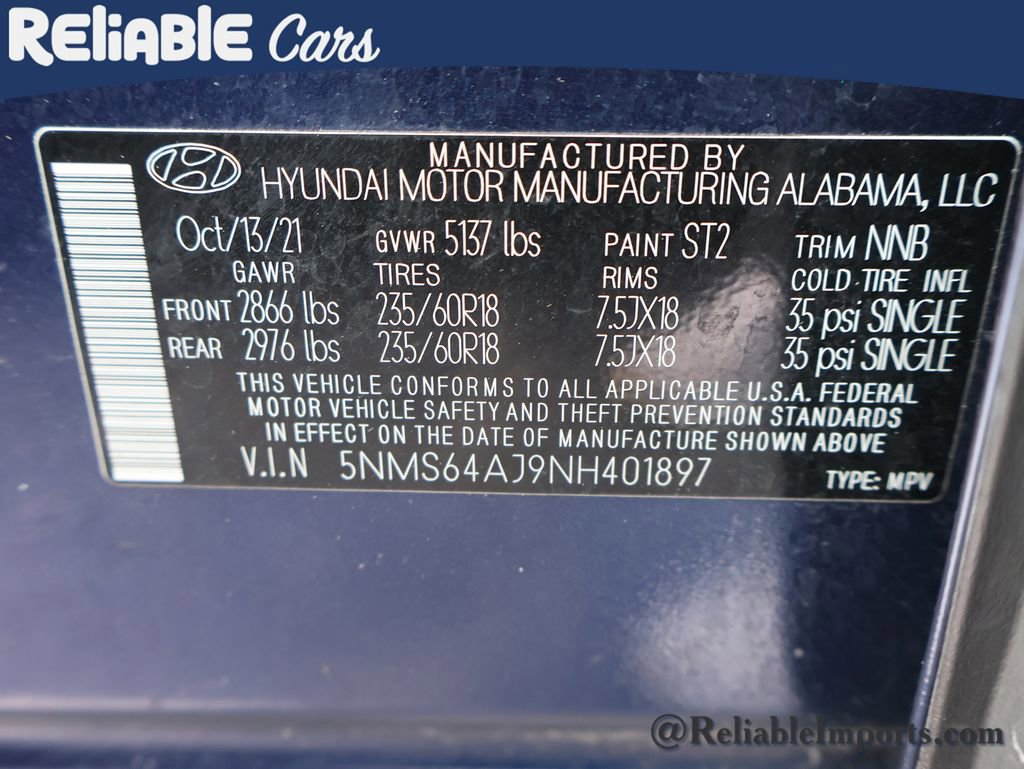 Reliable Cars
MANUFACTURED BY
HYUNDAI MOTOR MANUFACTURING ALABAMA, LLC
Oct/13/21 GVWR 5137 lbs PAINT ST2 TRIM NNB
GAWR TIRES RIMS COLD TIRE INFL
FRONT 2866 lbs 235/60R18 7.5JX18 35 psi SINGLE
REAR 2976 lbs 235/60R18 7.5JX18 35 psi SINGLE
THIS VEHICLE CONFORMS TO ALL APPLICABLE U.S.A. FEDERAL
MOTOR VEHICLE SAFETY AND THEFT PREVENTION STANDARDS
IN EFFECT ON THE DATE OF MANUFACTURE SHOWN ABOVE
V.I.N 5NMS64AJ9NH401897 TYPE: MPV
@ReliableImports.com